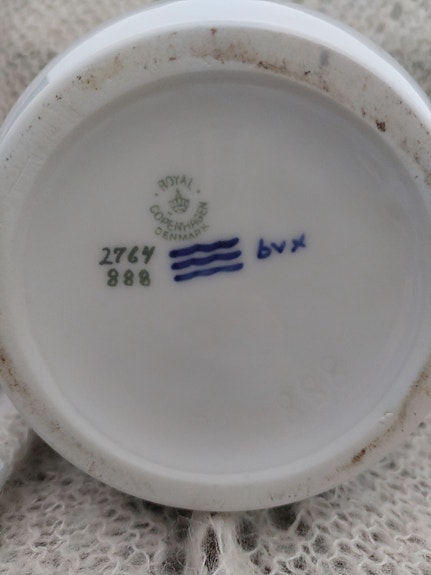 ROYAL
COPENHAGEN
DENMARK
2764
888
bvx